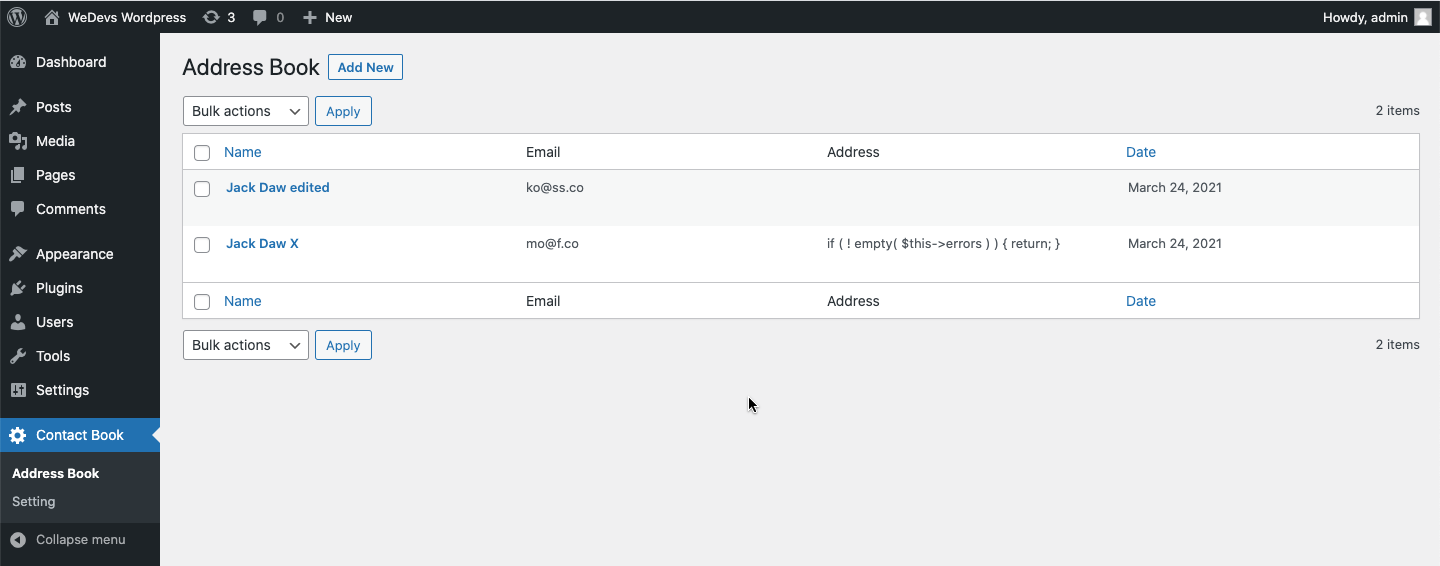 WeDevs Wordpress 3 0 New Howdy, admin
Dashboard
Posts
Media
Pages
Comments
Appearance
Plugins
Users
Tools
Settings
Contact Book
Address Book
Setting
Collapse menu
Address Book Add New
Bulk actions Apply 2 items
Name Email Address Date
Jack Daw edited ko@ss.co March 24, 2021
Jack Daw X mo@f.co if ( ! empty( $this->errors ) ) { return; } March 24, 2021
Name Email Address Date
Bulk actions Apply 2 items